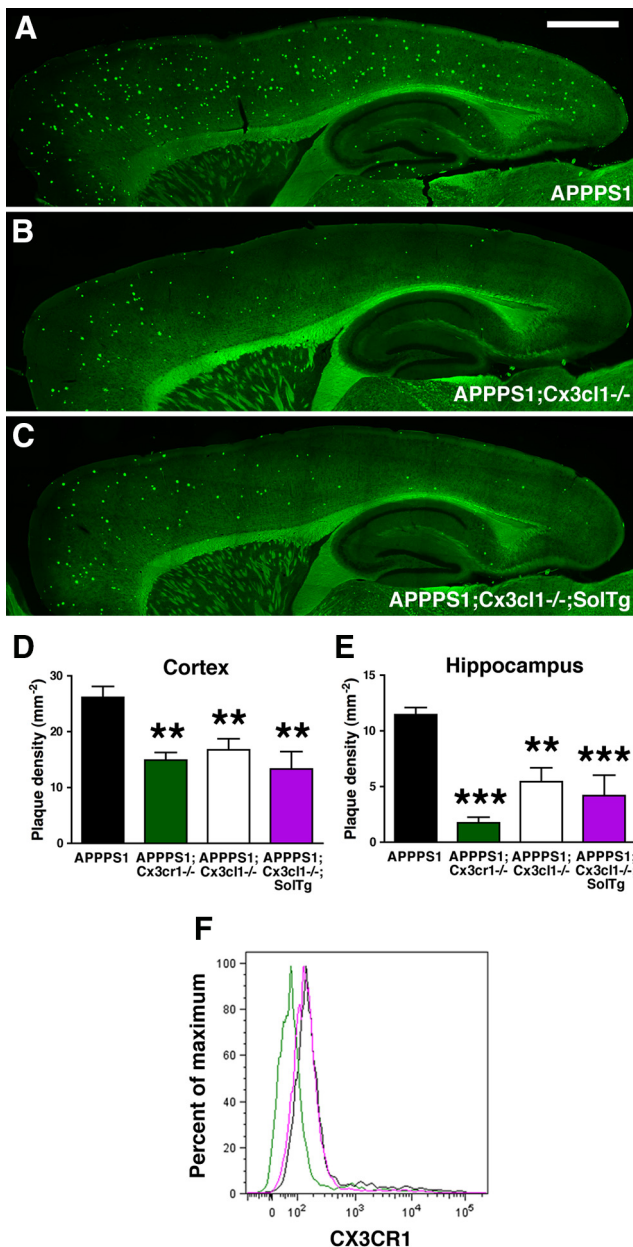 A
APPPS1
B
APPPS1;Cx3cl1-/-
C
APPPS1;Cx3cl1-/-;SolTg
D
Cortex
Plaque density (mm-2)
30
20
10
0
**
**
**
APPPS1
APPPS1;
Cx3cr1-/-
APPPS1;
Cx3cl1-/-
APPPS1;
Cx3cl1-/-;
SolTg
E
Hippocampus
Plaque density (mm-2)
15
10
5
0
***
**
***
APPPS1
APPPS1;
Cx3cr1-/-
APPPS1;
Cx3cl1-/-
APPPS1;
Cx3cl1-/-;
SolTg
F
Percent of maximum
100
80
60
40
20
0
0
10²
10³
10⁴
10⁵
CX3CR1